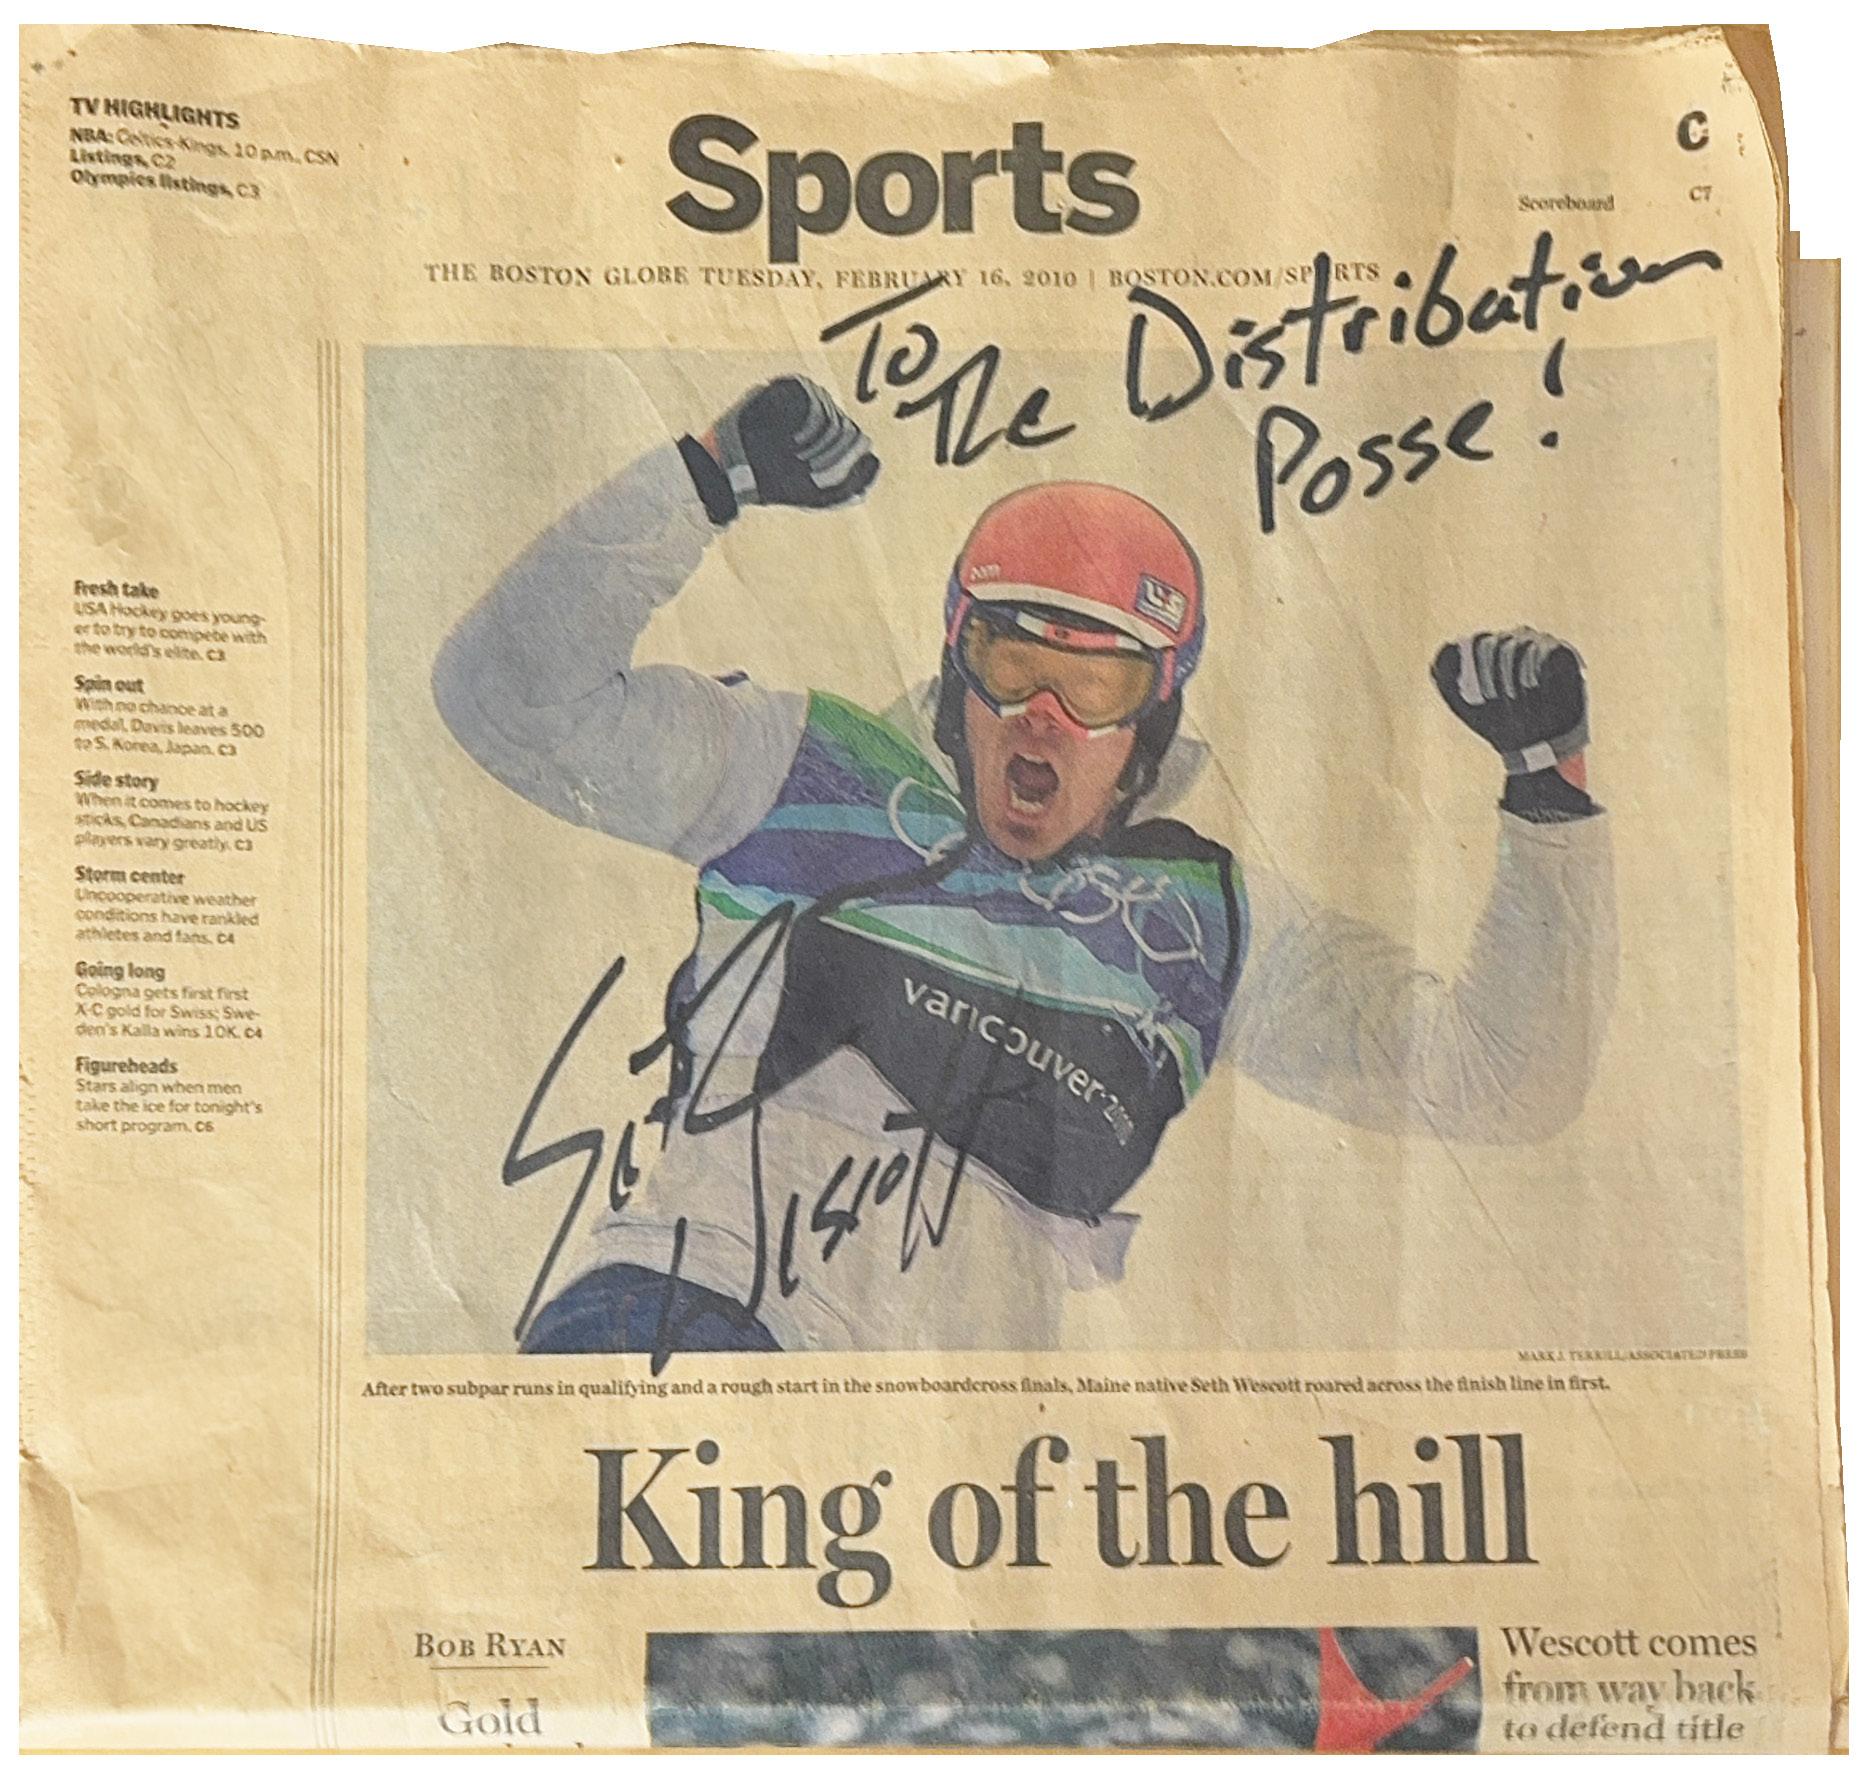 TV HIGHLIGHTS
NBA: Celtics-Kings, 10 p.m., CSN
Listings, C2
Olympics listings, C3
Sports
C
Scoreboard C7
THE BOSTON GLOBE TUESDAY, FEBRUARY 16, 2010 | BOSTON.COM/SPORTS
To The Distribution
Posse!
Fresh take
USA Hockey goes young-
er to try to compete with
the world's elite. C3
Spin out
With no chance at a
medal, Davis leaves 500
to S. Korea, Japan. C3
Side story
When it comes to hockey
sticks, Canadians and US
players vary greatly. C3
Storm center
Uncooperative weather
conditions have rankled
athletes and fans. C4
Going long
Cologna gets first first
X-C gold for Swiss; Swe-
den's Kalla wins 10K. C4
Figureheads
Stars align when men
take the ice for tonight's
short program. C6
US
vancouver 2010
Seth
Wescott
MARK J. TERRILL/ASSOCIATED PRESS
After two subpar runs in qualifying and a rough start in the snowboardcross finals, Maine native Seth Wescott roared across the finish line in first.
King of the hill
BOB RYAN
Gold
Wescott comes
from way back
to defend title